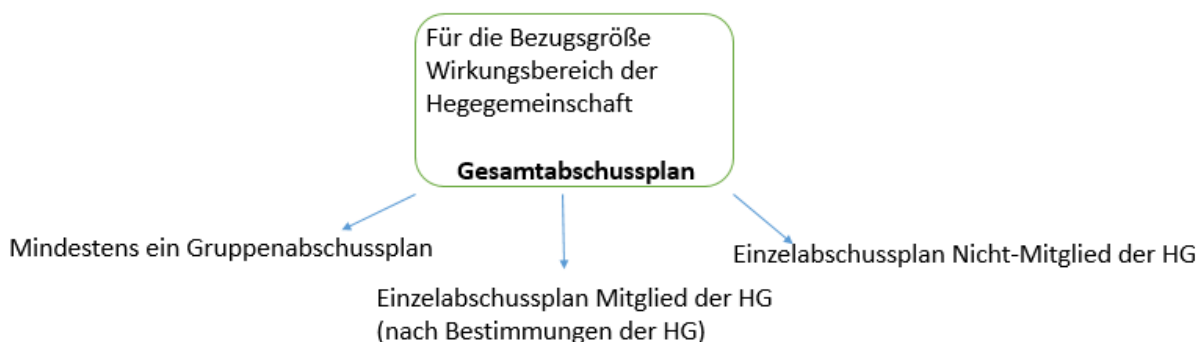 Für die Bezugsgröße
Wirkungsbereich der
Hegegemeinschaft
Gesamtabschussplan
Mindestens ein Gruppenabschussplan
Einzelabschussplan Mitglied der HG
(nach Bestimmungen der HG)
Einzelabschussplan Nicht-Mitglied der HG